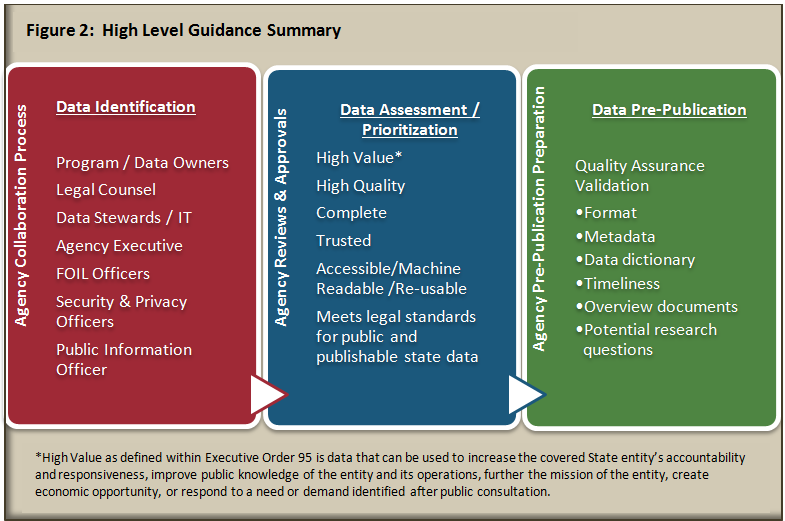 Figure 2:  High Level Guidance Summary
Agency Collaboration Process
Data Identification
Program / Data Owners
Legal Counsel
Data Stewards / IT
Agency Executive
FOIL Officers
Security & Privacy
Officers
Public Information
Officer
Agency Reviews & Approvals
Data Assessment /
Prioritization
High Value*
High Quality
Complete
Trusted
Accessible/Machine
Readable /Re-usable
Meets legal standards
for public and
publishable state data
Agency Pre-Publication Preparation
Data Pre-Publication
Quality Assurance
Validation
•Format
•Metadata
•Data dictionary
•Timeliness
•Overview documents
•Potential research
questions
*High Value as defined within Executive Order 95 is data that can be used to increase the covered State entity’s accountability
and responsiveness, improve public knowledge of the entity and its operations, further the mission of the entity, create
economic opportunity, or respond to a need or demand identified after public consultation.